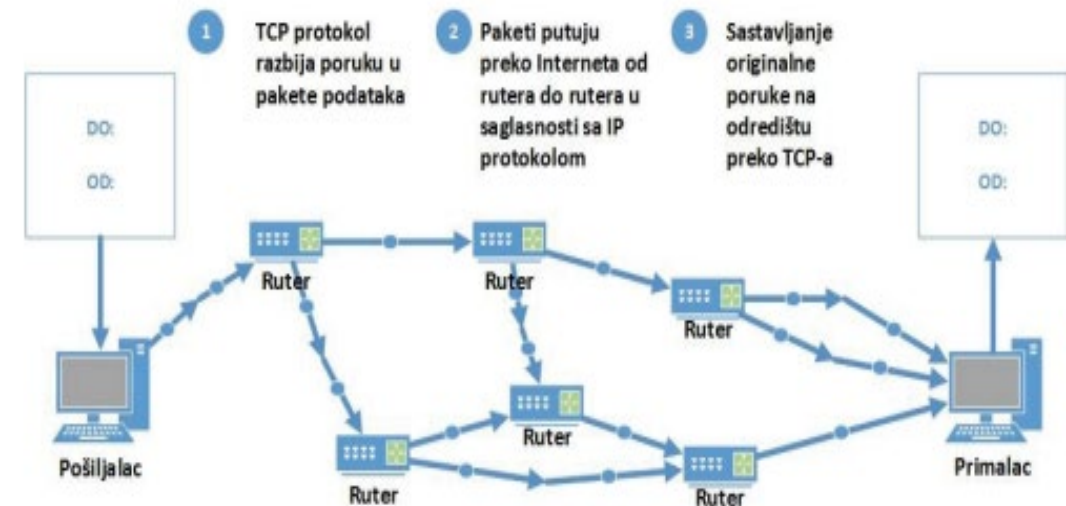 1
TCP protokol
razbija poruku u
pakete podataka
2
Paketi putuju
preko Interneta od
rutera do rutera u
saglasnosti sa IP
protokolom
3
Sastavljanje
originalne
poruke na
odredištu
preko TCP-a
DO:
OD:
DO:
OD:
Ruter
Ruter
Ruter
Ruter
Ruter
Ruter
Pošiljalac
Primalac